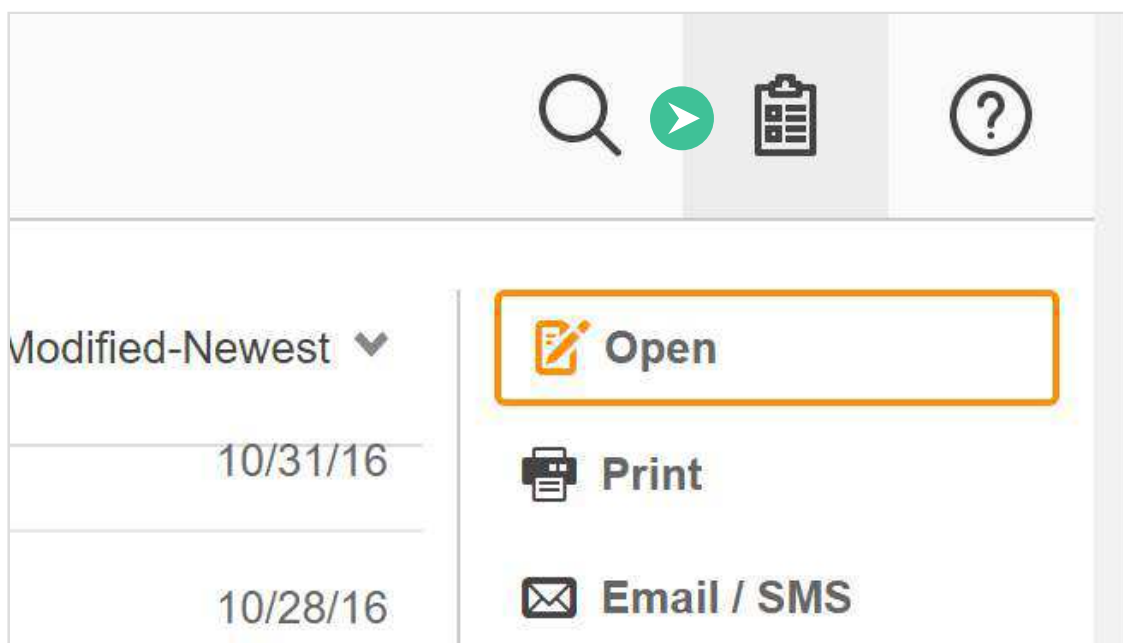 Modified-Newest
Open
10/31/16
Print
10/28/16
Email / SMS